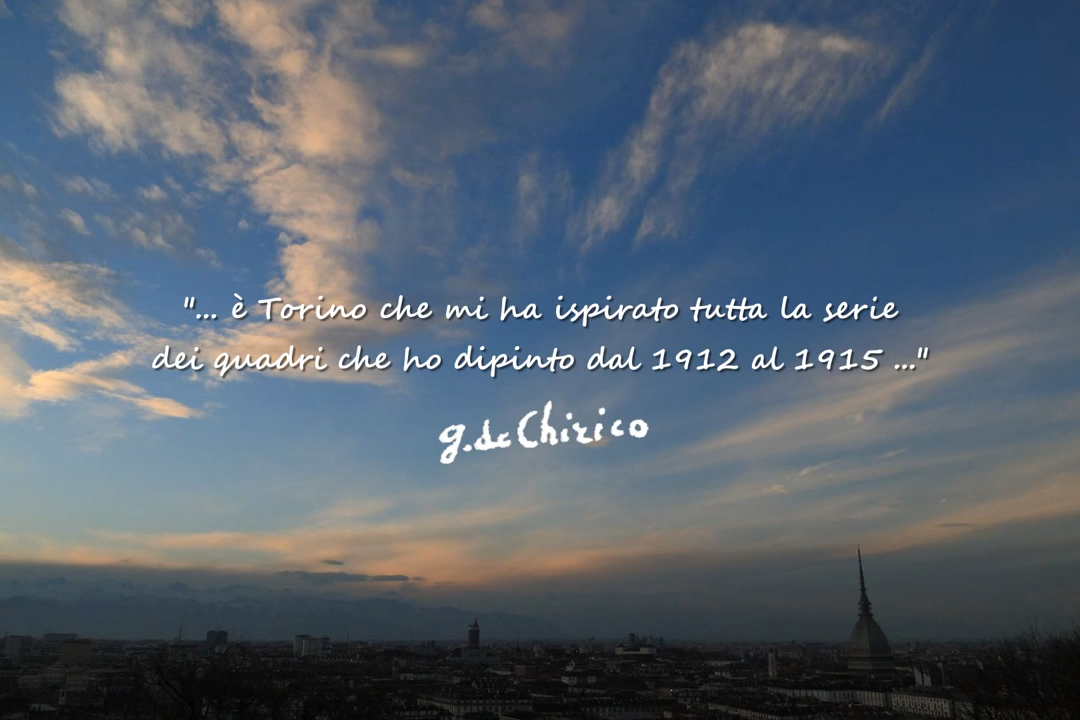 "... è Torino che mi ha ispirato tutta la serie
dei quadri che ho dipinto dal 1912 al 1915 ..."
g. de Chirico